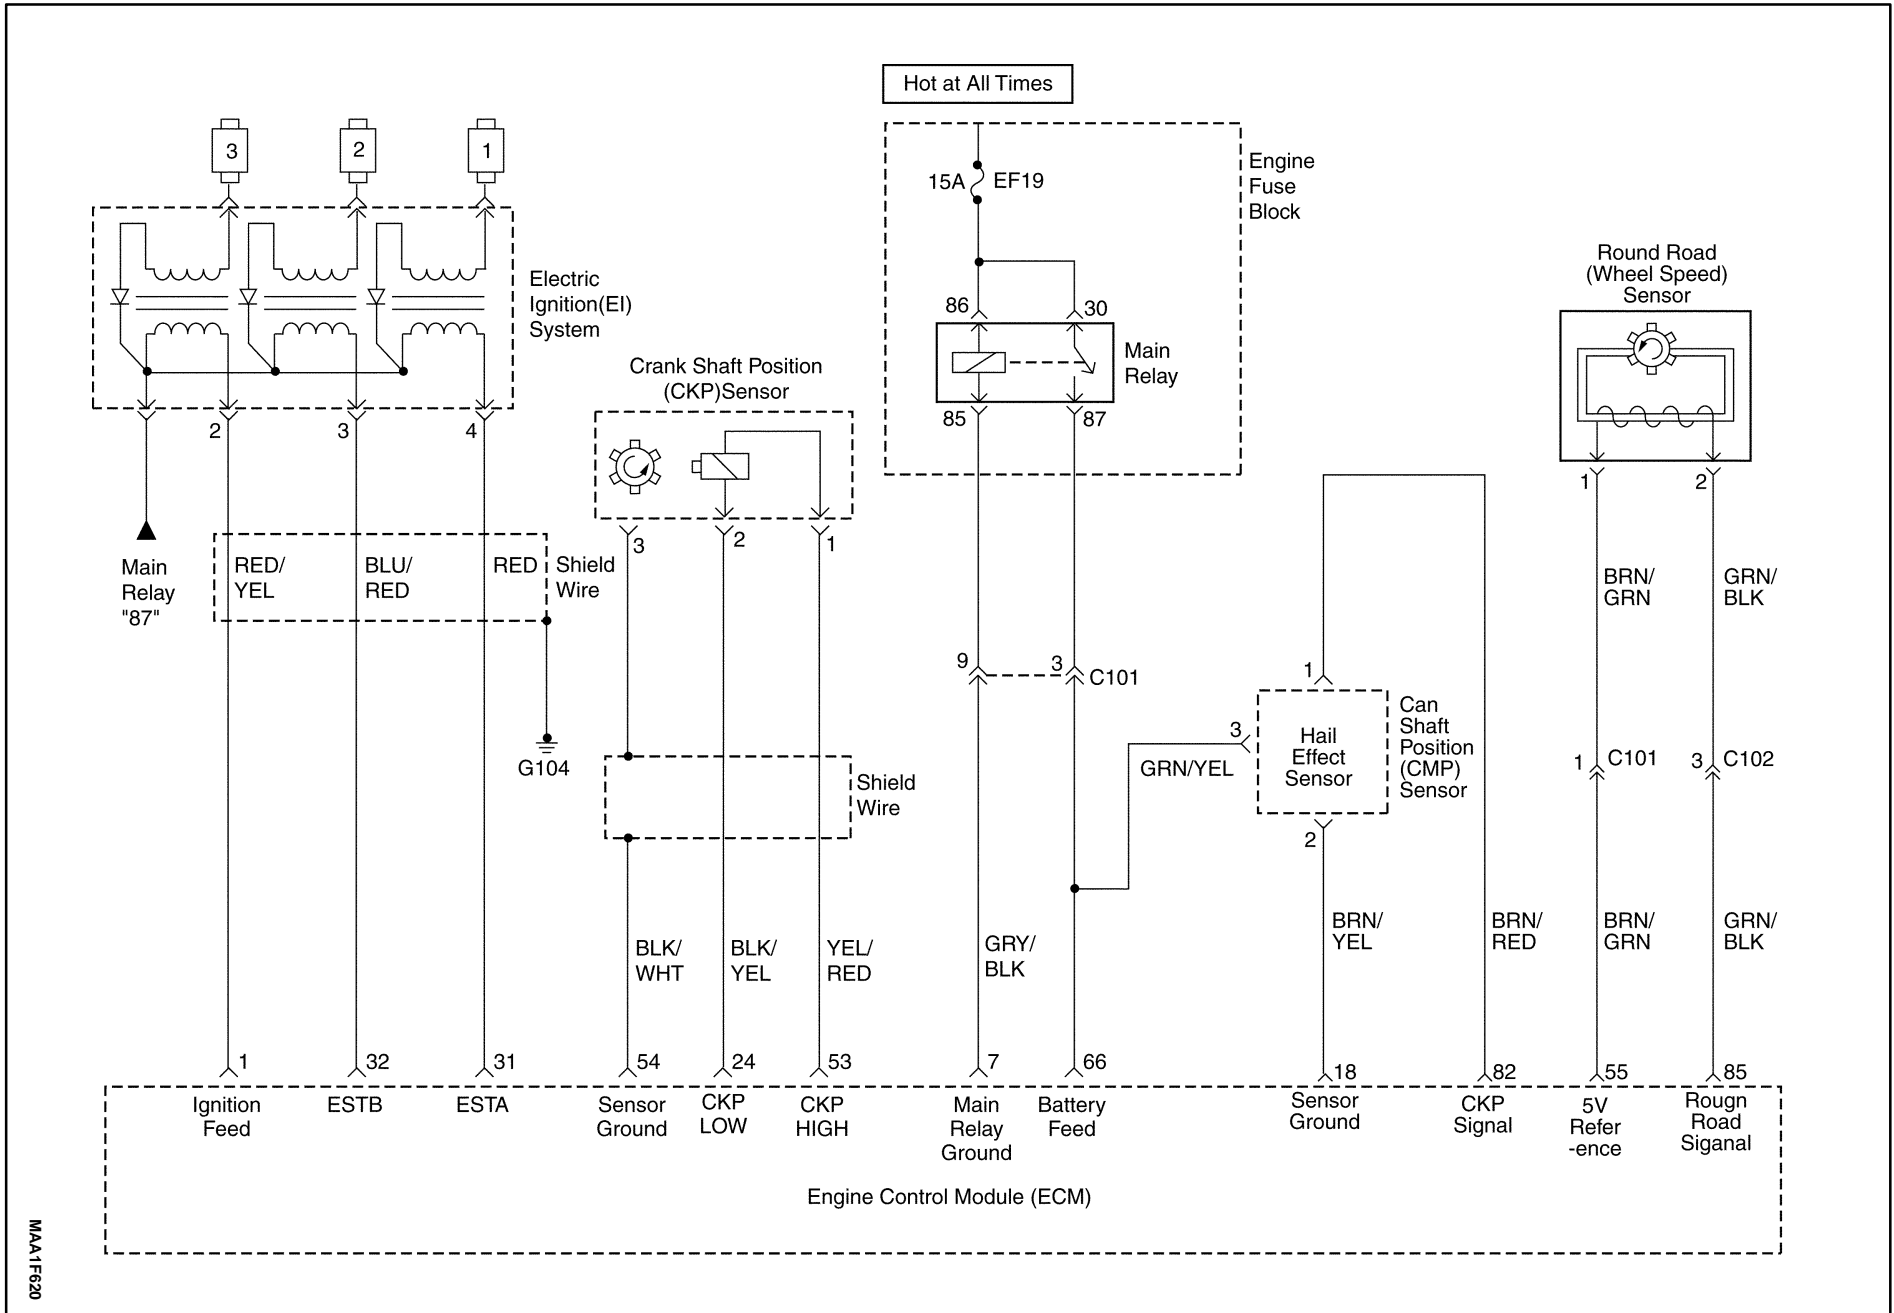 Hot at All Times
3
2
1
15A
EF19
Engine
Fuse
Block
Round Road
(Wheel Speed)
Sensor
Electric
Ignition(EI)
System
86
30
Main
Relay
85
87
Crank Shaft Position
(CKP)Sensor
2
3
4
1
2
3
2
1
Main
Relay
"87"
RED/
YEL
BLU/
RED
RED
Shield
Wire
BRN/
GRN
GRN/
BLK
9
3
C101
G104
1
3
2
Hail
Effect
Sensor
Can
Shaft
Position
(CMP)
Sensor
GRN/YEL
1
C101
3
C102
Shield
Wire
BLK/
WHT
BLK/
YEL
YEL/
RED
GRY/
BLK
BRN/
YEL
BRN/
RED
BRN/
GRN
GRN/
BLK
1
32
31
54
24
53
7
66
18
82
55
85
Ignition
Feed
ESTB
ESTA
Sensor
Ground
CKP
LOW
CKP
HIGH
Main
Relay
Ground
Battery
Feed
Sensor
Ground
CKP
Signal
5V
Refer
-ence
Rougn
Road
Siganal
Engine Control Module (ECM)
MAA1F620